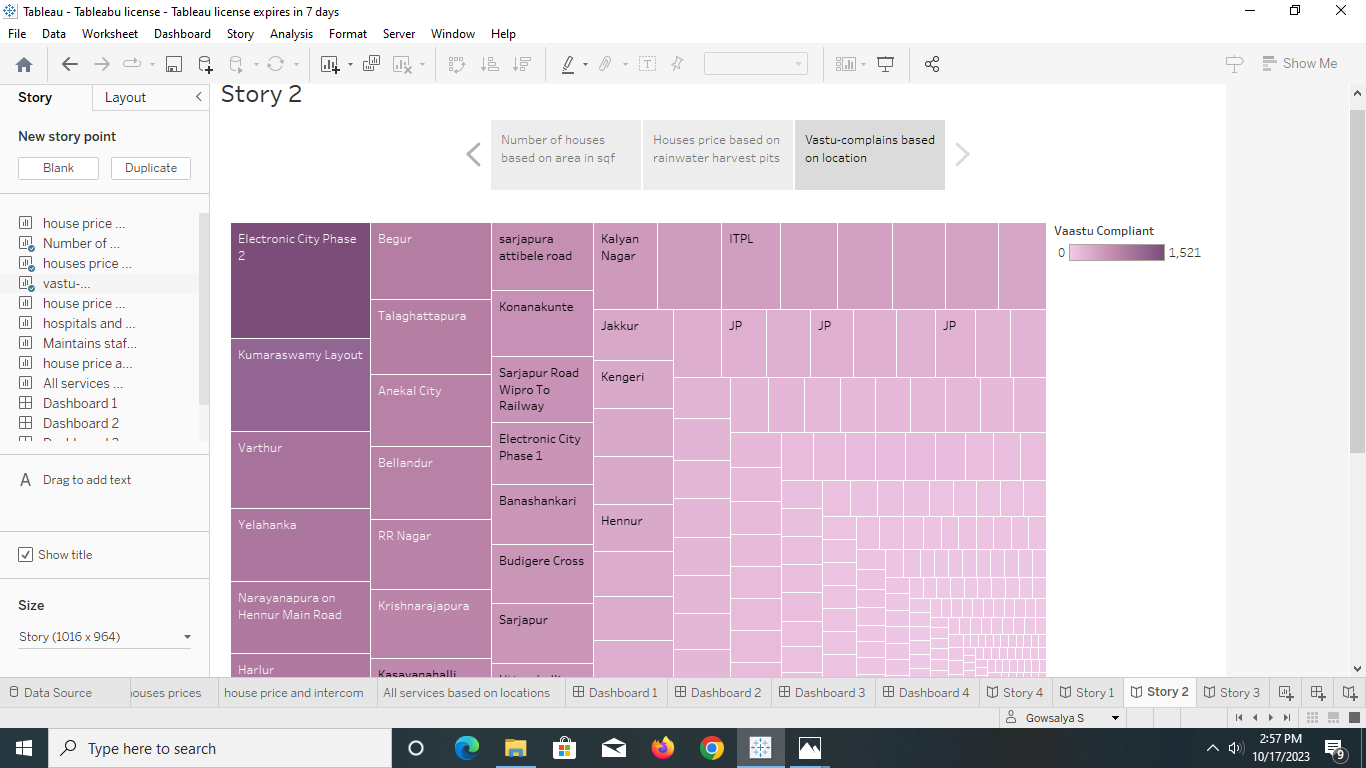 Tableau - Tableabu license - Tableau license expires in 7 days
File Data Worksheet Dashboard Story Analysis Format Server Window Help
Show Me
Story Layout
New story point
Blank Duplicate
house price ...
Number of ...
houses price ...
vastu-...
house price ...
hospitals and ...
Maintains staf...
house price a...
All services ...
Dashboard 1
Dashboard 2
Drag to add text
Show title
Size
Story (1016 x 964)
Story 2
Number of houses
based on area in sqf
Houses price based on
rainwater harvest pits
Vastu-complains based
on location
Electronic City Phase
2
Kumaraswamy Layout
Varthur
Yelahanka
Narayanapura on
Hennur Main Road
Harlur
Begur
Talaghattapura
Anekal City
Bellandur
RR Nagar
Krishnarajapura
Kasavanahalli
sarjapura
attibele road
Konanakunte
Sarjapur Road
Wipro To
Railway
Electronic City
Phase 1
Banashankari
Budigere Cross
Sarjapur
Kalyan
Nagar
Jakkur
Kengeri
Hennur
ITPL
JP
JP
JP
Vaastu Compliant
0 1,521
Data Source
houses prices
house price and intercom
All services based on locations
Dashboard 1
Dashboard 2
Dashboard 3
Dashboard 4
Story 4
Story 1
Story 2
Story 3
Gowsalya S
Type here to search
2:57 PM
10/17/2023
9